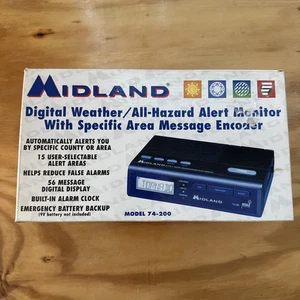 MIDLAND
Digital Weather/All-Hazard Alert Monitor
With Specific Area Message Encoder
AUTOMATICALLY ALERTS YOU
BY SPECIFIC COUNTY OR AREA
15 USER-SELECTABLE
ALERT AREAS
HELPS REDUCE FALSE ALARMS
56 MESSAGE
DIGITAL DISPLAY
BUILT-IN ALARM CLOCK
EMERGENCY BATTERY BACKUP
(9V battery not included)
MODEL 74-200
MIDLAND